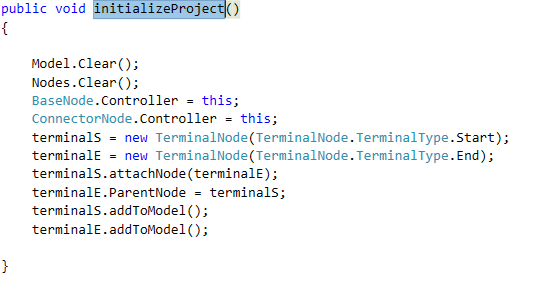 public void initializeProject()
{
Model.Clear();
Nodes.Clear();
BaseNode.Controller = this;
ConnectorNode.Controller = this;
terminalS = new TerminalNode(TerminalNode.TerminalType.Start);
terminalE = new TerminalNode(TerminalNode.TerminalType.End);
terminalS.attachNode(terminalE);
terminalE.ParentNode = terminalS;
terminalS.addToModel();
terminalE.addToModel();
}